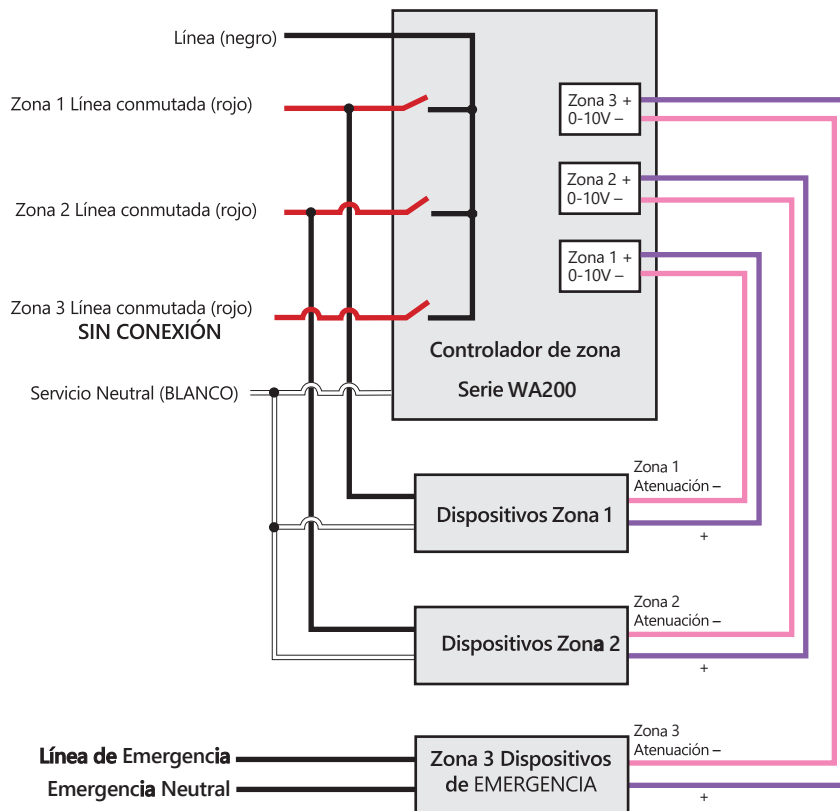 Línea (negro)
Zona 1 Línea conmutada (rojo)
Zona 2 Línea conmutada (rojo)
Zona 3 Línea conmutada (rojo)
SIN CONEXIÓN
Servicio Neutral (BLANCO)
Zona 3 +
0-10V –
Zona 2 +
0-10V –
Zona 1 +
0-10V –
Controlador de zona
Serie WA200
Zona 1
Atenuación –
+
Dispositivos Zona 1
Zona 2
Atenuación –
+
Dispositivos Zona 2
Zona 3
Atenuación –
+
Zona 3 Dispositivos
de EMERGENCIA
Línea de Emergencia
Emergencia Neutral